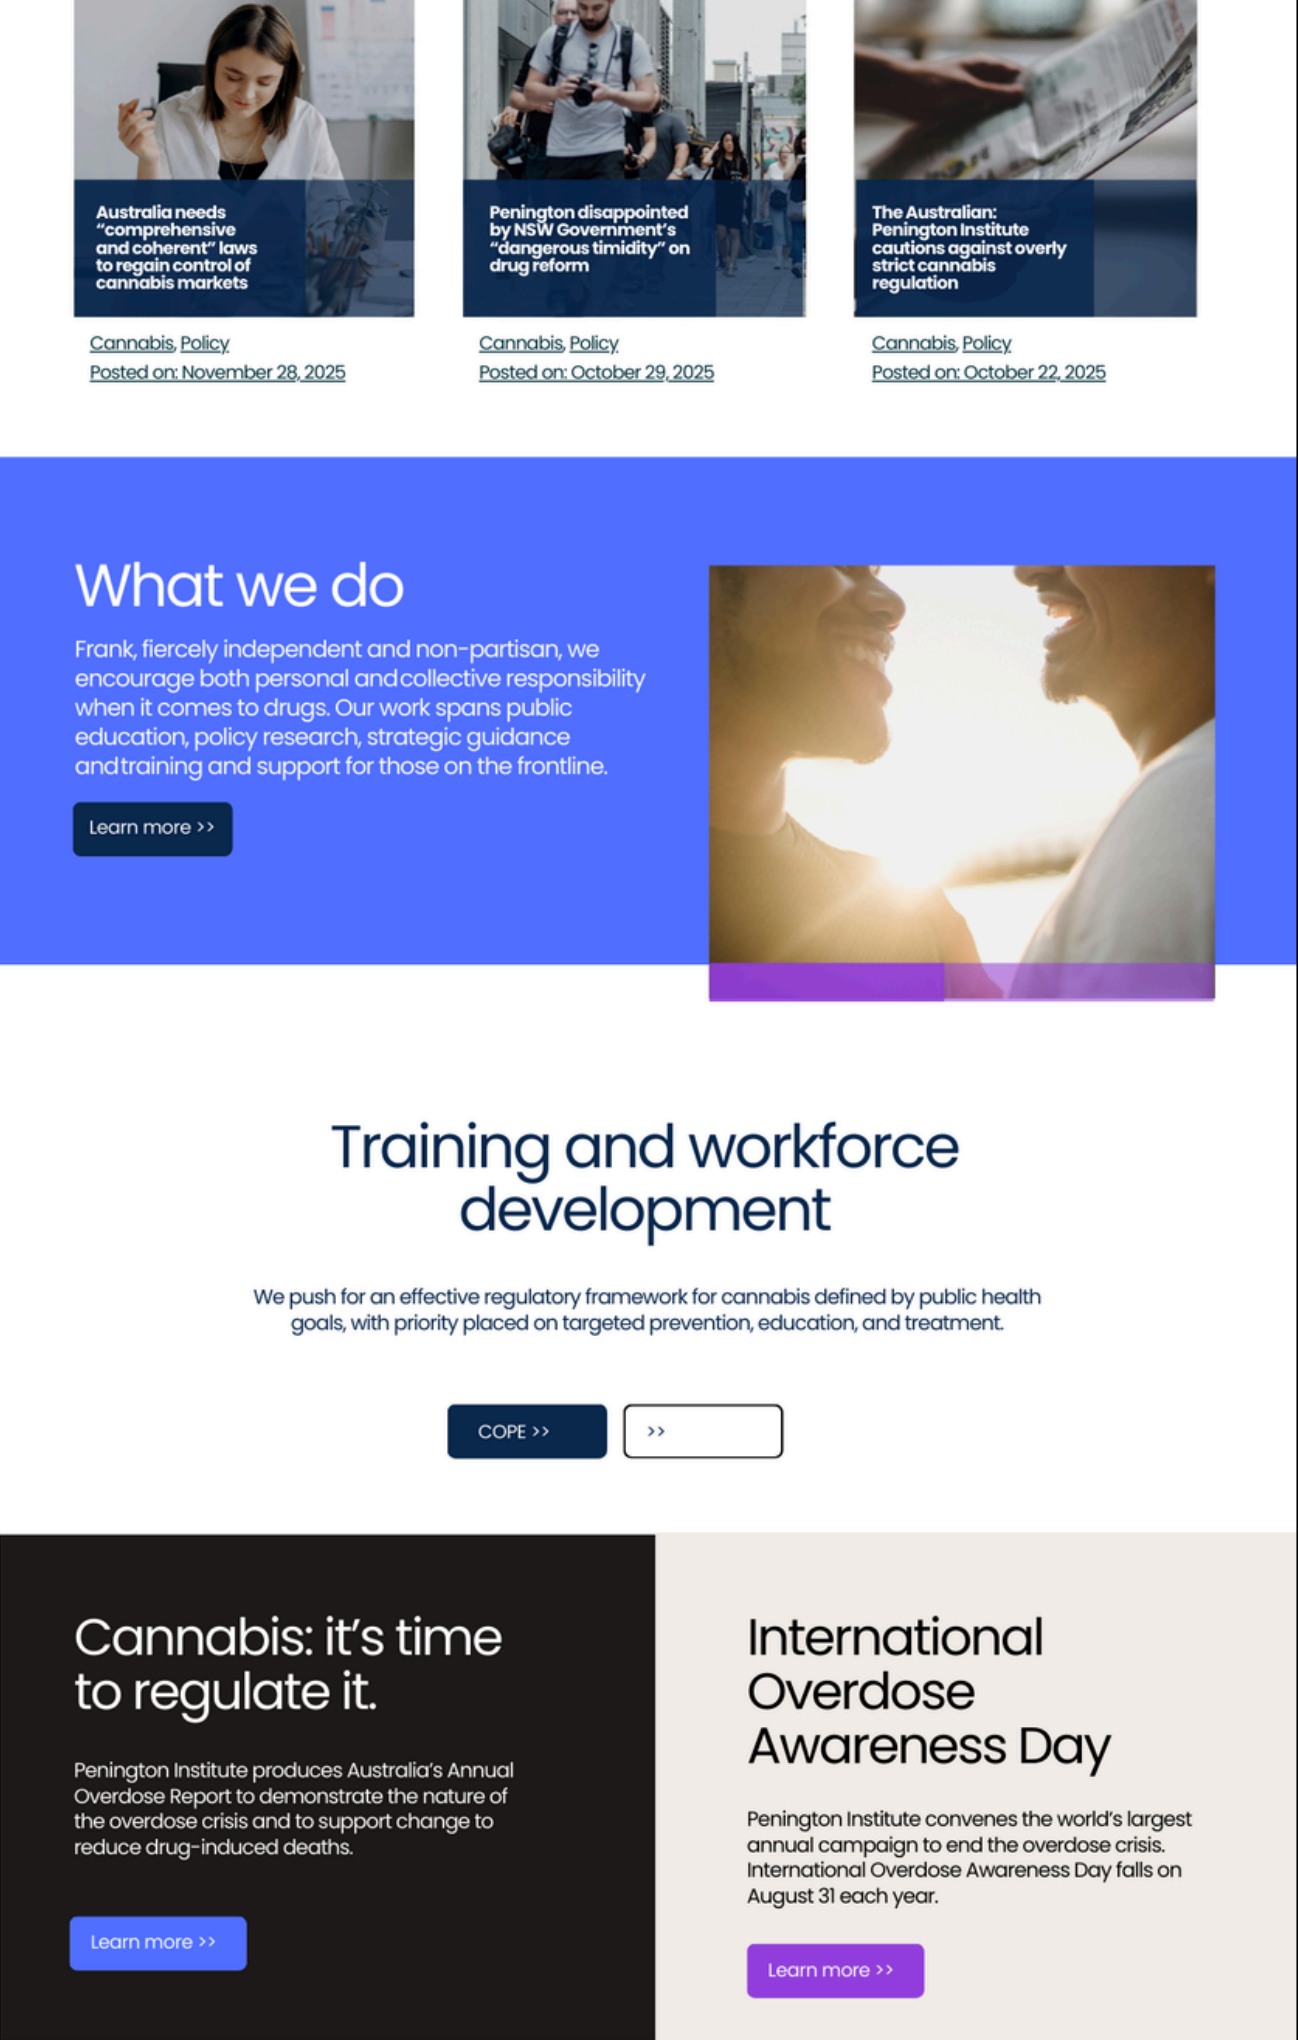 Australia needs
“comprehensive
and coherent” laws
to regain control of
cannabis markets
Cannabis, Policy
Posted on: November 28, 2025
Penington disappointed
by NSW Government’s
“dangerous timidity” on
drug reform
Cannabis, Policy
Posted on: October 29, 2025
The Australian:
Penington Institute
cautions against overly
strict cannabis
regulation
Cannabis, Policy
Posted on: October 22, 2025
What we do
Frank, fiercely independent and non-partisan, we
encourage both personal andcollective responsibility
when it comes to drugs. Our work spans public
education, policy research, strategic guidance
andtraining and support for those on the frontline.
Learn more >>
Training and workforce
development
We push for an effective regulatory framework for cannabis defined by public health
goals, with priority placed on targeted prevention, education, and treatment.
COPE >>
>>
Cannabis: it’s time
to regulate it.
Penington Institute produces Australia’s Annual
Overdose Report to demonstrate the nature of
the overdose crisis and to support change to
reduce drug-induced deaths.
Learn more >>
International
Overdose
Awareness Day
Penington Institute convenes the world’s largest
annual campaign to end the overdose crisis.
International Overdose Awareness Day falls on
August 31 each year.
Learn more >>